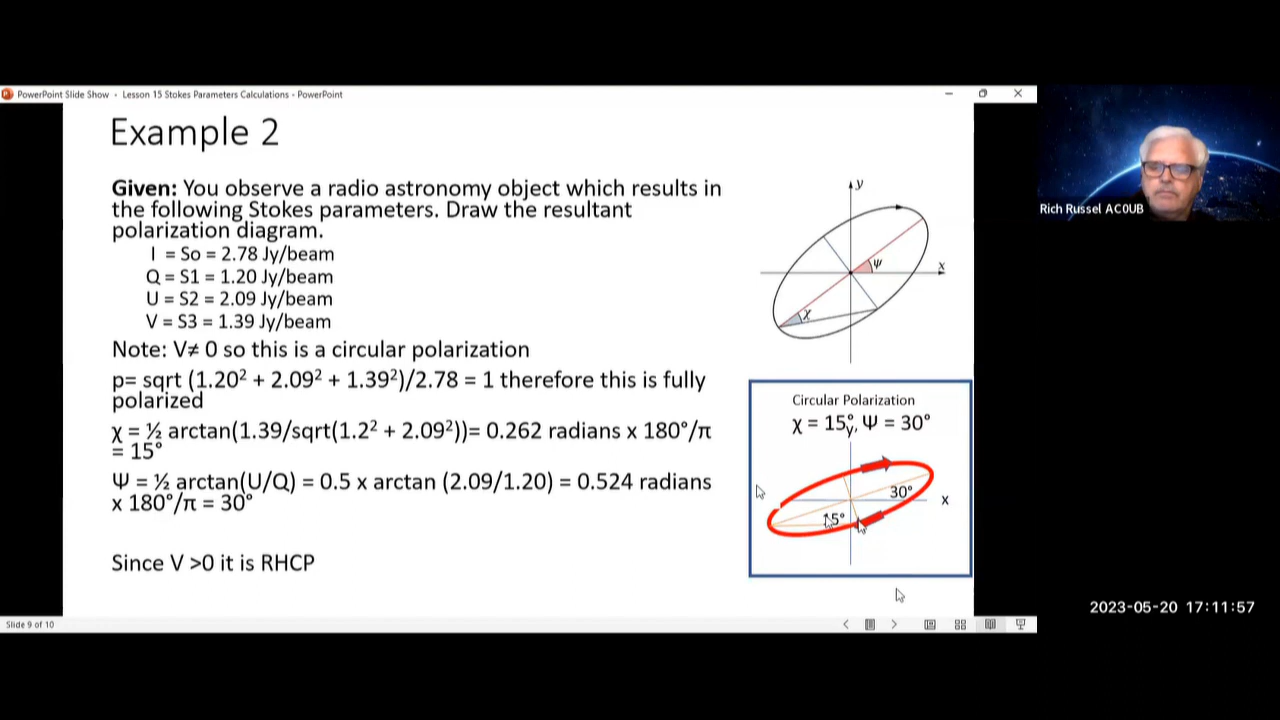 PowerPoint Slide Show - Lesson 15 Stokes Parameters Calculations - PowerPoint
Example 2
Given: You observe a radio astronomy object which results in
the following Stokes parameters. Draw the resultant
polarization diagram.
I = So = 2.78 Jy/beam
Q = S1 = 1.20 Jy/beam
U = S2 = 2.09 Jy/beam
V = S3 = 1.39 Jy/beam
Note: V≠ 0 so this is a circular polarization
p= sqrt (1.20² + 2.09² + 1.39²)/2.78 = 1 therefore this is fully
polarized
χ = ½ arctan(1.39/sqrt(1.2² + 2.09²))= 0.262 radians x 180°/π
= 15°
Ψ = ½ arctan(U/Q) = 0.5 x arctan (2.09/1.20) = 0.524 radians
x 180°/π = 30°
Since V >0 it is RHCP
y
ψ
x
χ
Circular Polarization
χ = 15°, Ψ = 30°
y
30°
x
15°
Rich Russel AC0UB
2023-05-20 17:11:57
Slide 9 of 10